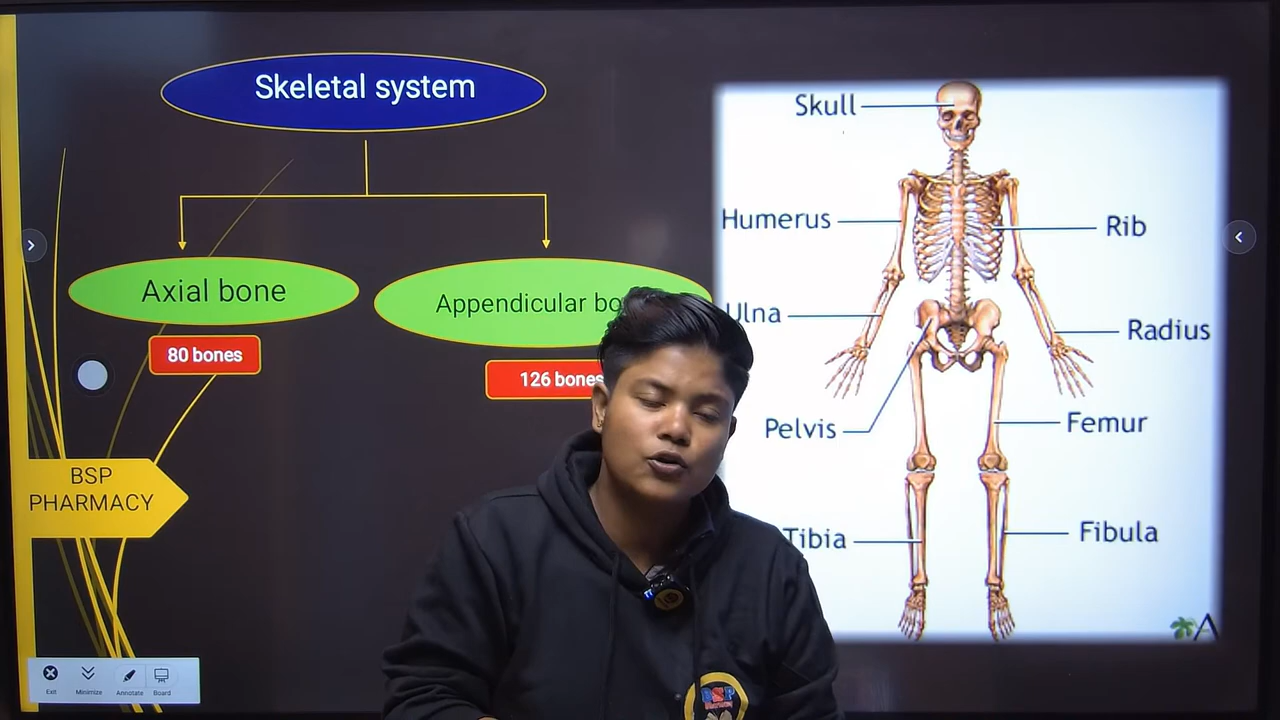 Skeletal system
Axial bone
Appendicular
80 bones
126 bones
BSP
PHARMACY
Skull
Humerus
Rib
Ulna
Radius
Pelvis
Femur
Tibia
Fibula
A
Exit
Minimize
Annotate
Board
BSP